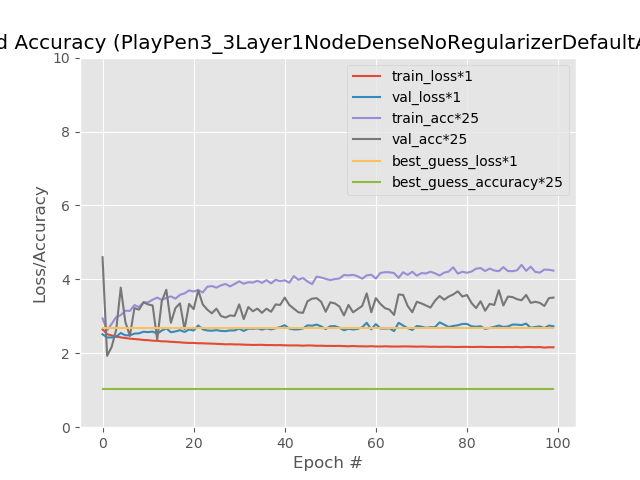 d Accuracy (PlayPen3_3Layer1NodeDenseNoRegularizerDefaultA
10
8
6
4
2
0
Loss/Accuracy
train_loss*1
val_loss*1
train_acc*25
val_acc*25
best_guess_loss*1
best_guess_accuracy*25
0 20 40 60 80 100
Epoch #